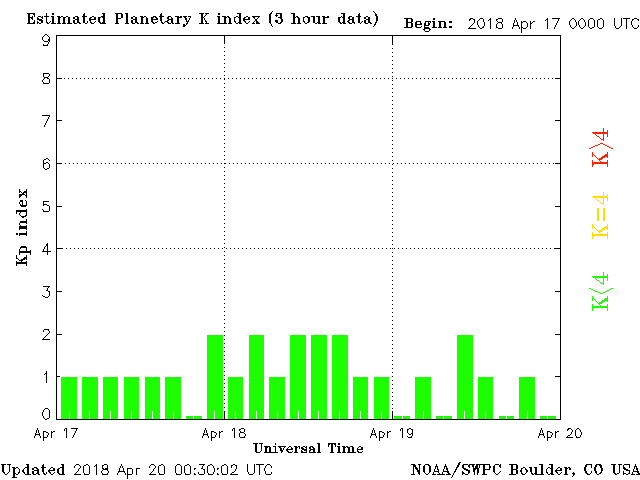 Estimated Planetary K index (3 hour data) Begin: 2018 Apr 17 0000 UTC
9
8
7
6
5
4
3
2
1
0
Kp index
K>4
K=4
K<4
Apr 17 Apr 18 Apr 19 Apr 20
Universal Time
Updated 2018 Apr 20 00:30:02 UTC NOAA/SWPC Boulder, CO USA